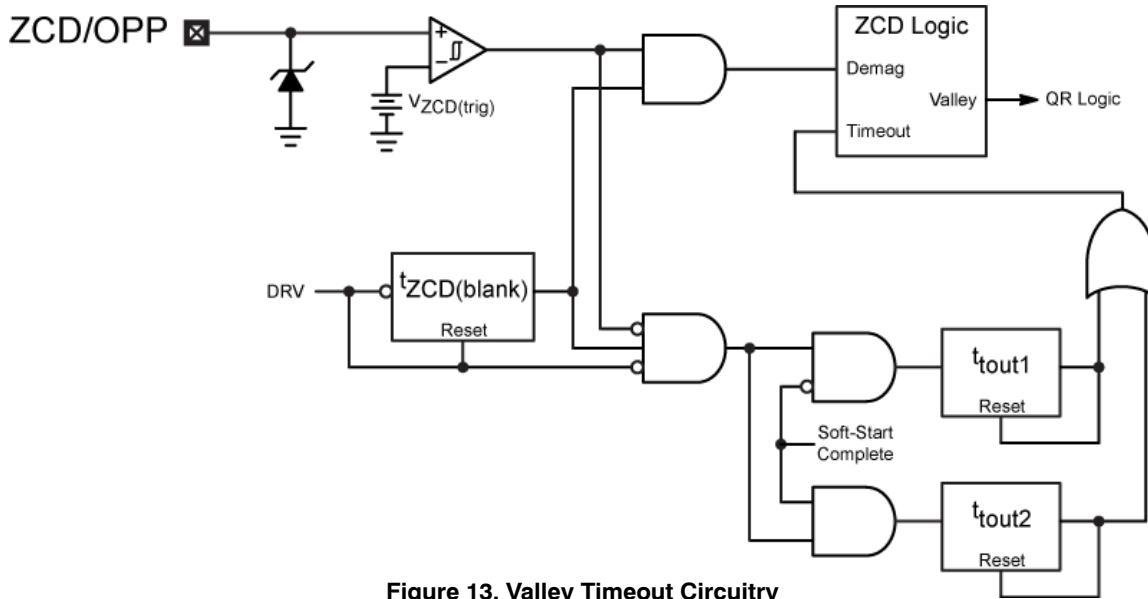 ZCD/OPP
ZCD Logic
Demag
VZCD(trig)
Valley
QR Logic
Timeout
DRV
tZCD(blank)
Reset
ttout1
Reset
Soft-Start
Complete
ttout2
Reset
Figure 13. Valley Timeout Circuitry